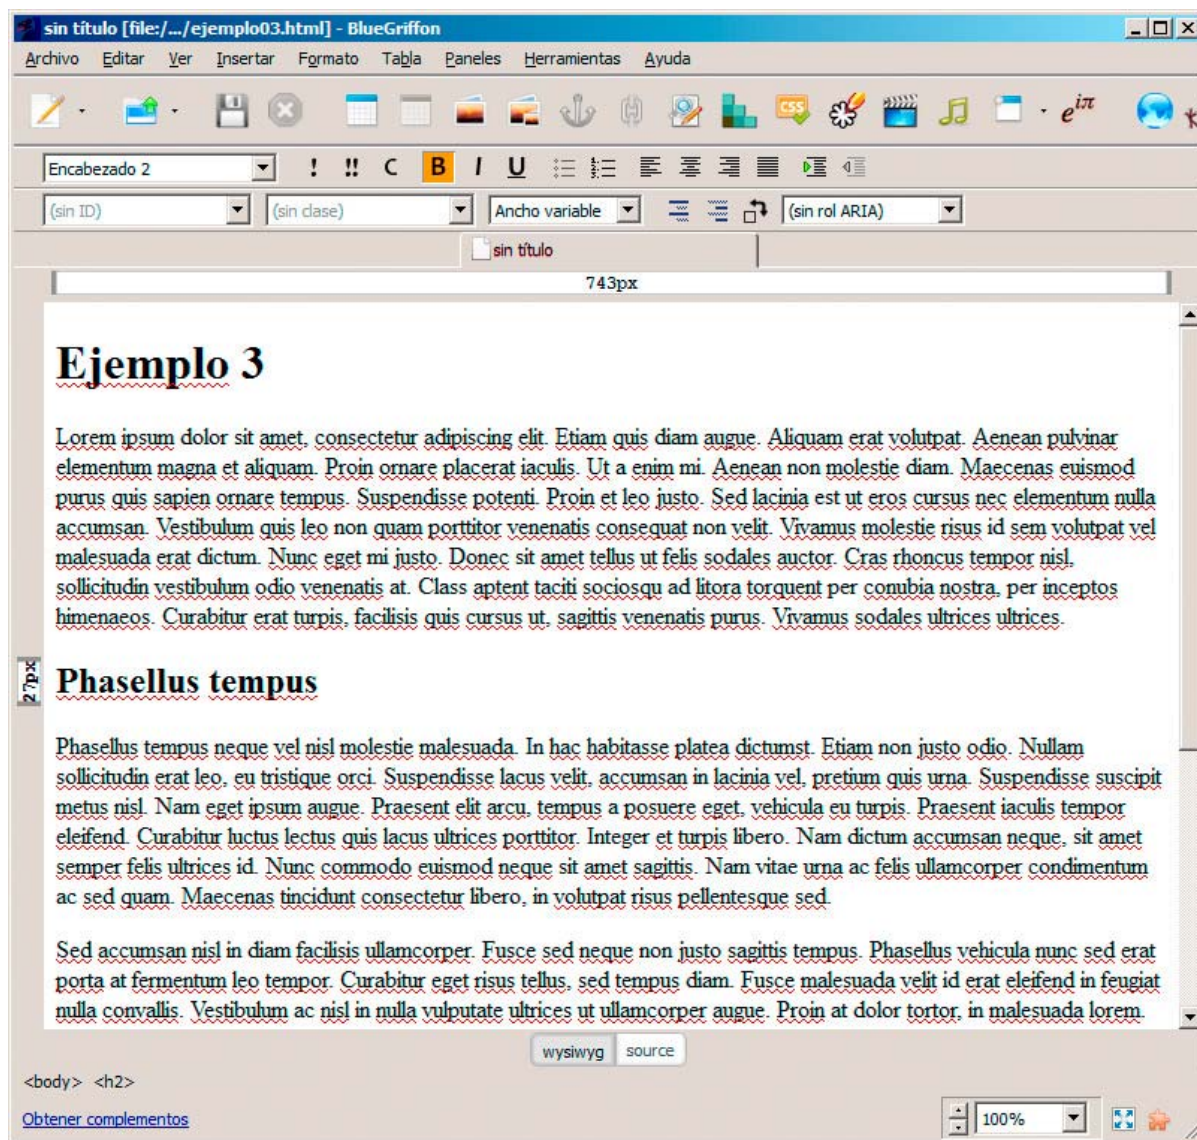 sin título [file:/.../ejemplo03.html] - BlueGriffon
Archivo Editar Ver Insertar Formato Tabla Paneles Herramientas Ayuda
CSS eiπ
Encabezado 2 ! !! C B I U
(sin ID) (sin clase) Ancho variable (sin rol ARIA)
sin título
743px
Ejemplo 3
Lorem ipsum dolor sit amet, consectetur adipiscing elit. Etiam quis diam augue. Aliquam erat volutpat. Aenean pulvinar
elementum magna et aliquam. Proin ornare placerat iaculis. Ut a enim mi. Aenean non molestie diam. Maecenas euismod
purus quis sapien ornare tempus. Suspendisse potenti. Proin et leo justo. Sed lacinia est ut eros cursus nec elementum nulla
accumsan. Vestibulum quis leo non quam porttitor venenatis consequat non velit. Vivamus molestie risus id sem volutpat vel
malesuada erat dictum. Nunc eget mi justo. Donec sit amet tellus ut felis sodales auctor. Cras rhoncus tempor nisl,
sollicitudin vestibulum odio venenatis at. Class aptent taciti sociosqu ad litora torquent per conubia nostra, per inceptos
himenaeos. Curabitur erat turpis, facilisis quis cursus ut, sagittis venenatis purus. Vivamus sodales ultrices ultrices.
27px
Phasellus tempus
Phasellus tempus neque vel nisl molestie malesuada. In hac habitasse platea dictumst. Etiam non justo odio. Nullam
sollicitudin erat leo, eu tristique orci. Suspendisse lacus velit, accumsan in lacinia vel, pretium quis urna. Suspendisse suscipit
metus nisl. Nam eget ipsum augue. Praesent elit arcu, tempus a posuere eget, vehicula eu turpis. Praesent iaculis tempor
eleifend. Curabitur luctus lectus quis lacus ultrices porttitor. Integer et turpis libero. Nam dictum accumsan neque, sit amet
semper felis ultrices id. Nunc commodo euismod neque sit amet sagittis. Nam vitae urna ac felis ullamcorper condimentum
ac sed quam. Maecenas tincidunt consectetur libero, in volutpat risus pellentesque sed.
Sed accumsan nisl in diam facilisis ullamcorper. Fusce sed neque non justo sagittis tempus. Phasellus vehicula nunc sed erat
porta at fermentum leo tempor. Curabitur eget risus tellus, sed tempus diam. Fusce malesuada velit id erat eleifend in feugiat
nulla convallis. Vestibulum ac nisl in nulla vulputate ultrices ut ullamcorper augue. Proin at dolor tortor, in malesuada lorem.
wysiwyg source
<body> <h2>
Obtener complementos 100%